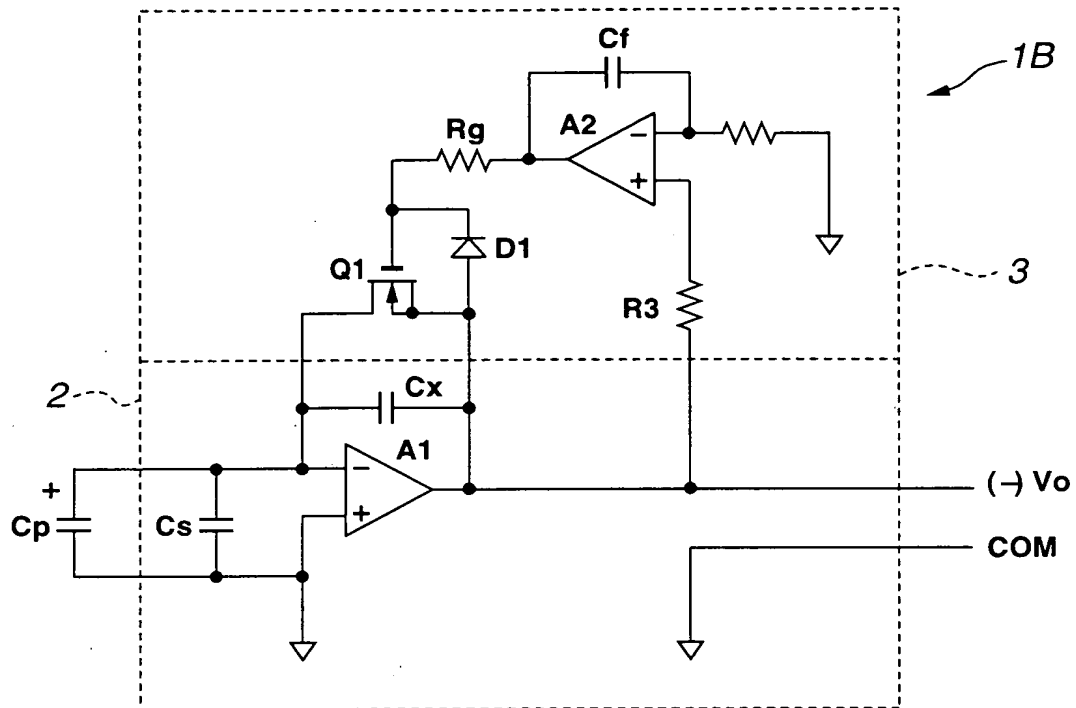 Cf
1B
A2
Rg
−
+
D1
Q1
R3
3
2
Cx
A1
−
+
+
Cp
Cs
(−) Vo
COM